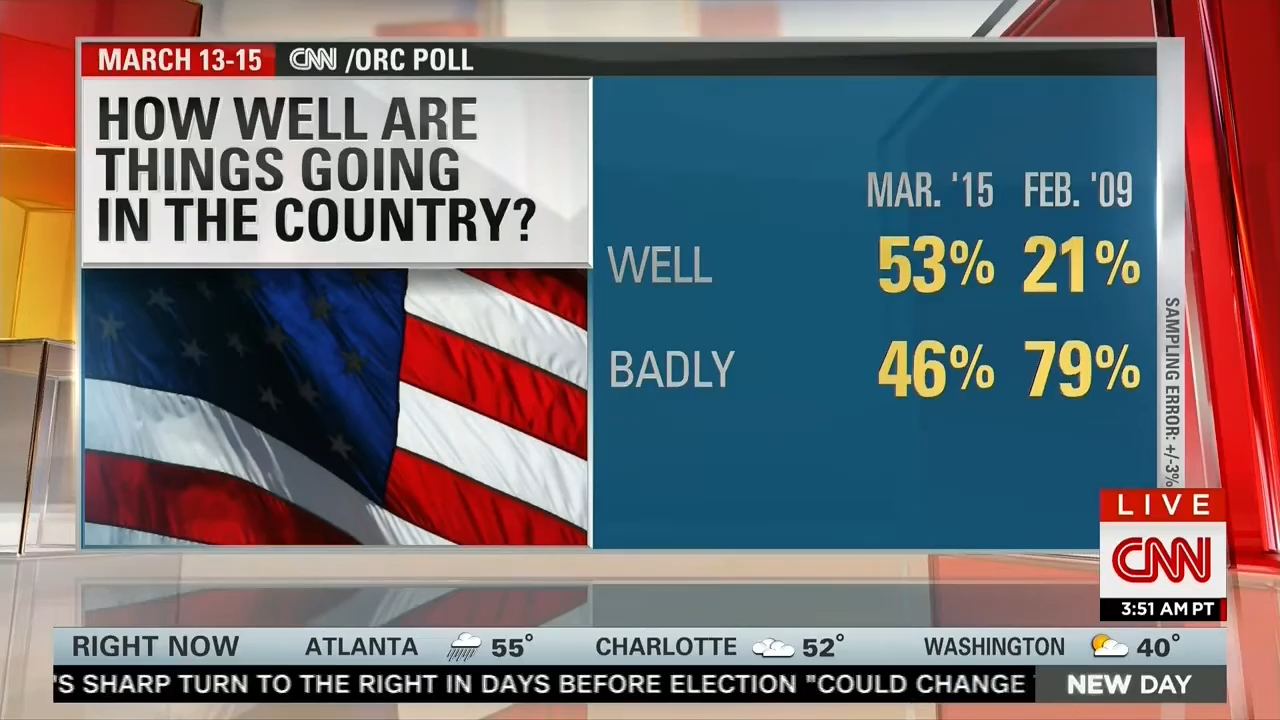 MARCH 13-15 CNN /ORC POLL
HOW WELL ARE
THINGS GOING
IN THE COUNTRY?
MAR. '15 FEB. '09
WELL 53% 21%
BADLY 46% 79%
SAMPLING ERROR: +/-3%
LIVE
CNN
3:51 AM PT
RIGHT NOW ATLANTA 55° CHARLOTTE 52° WASHINGTON 40°
'S SHARP TURN TO THE RIGHT IN DAYS BEFORE ELECTION "COULD CHANGE
NEW DAY